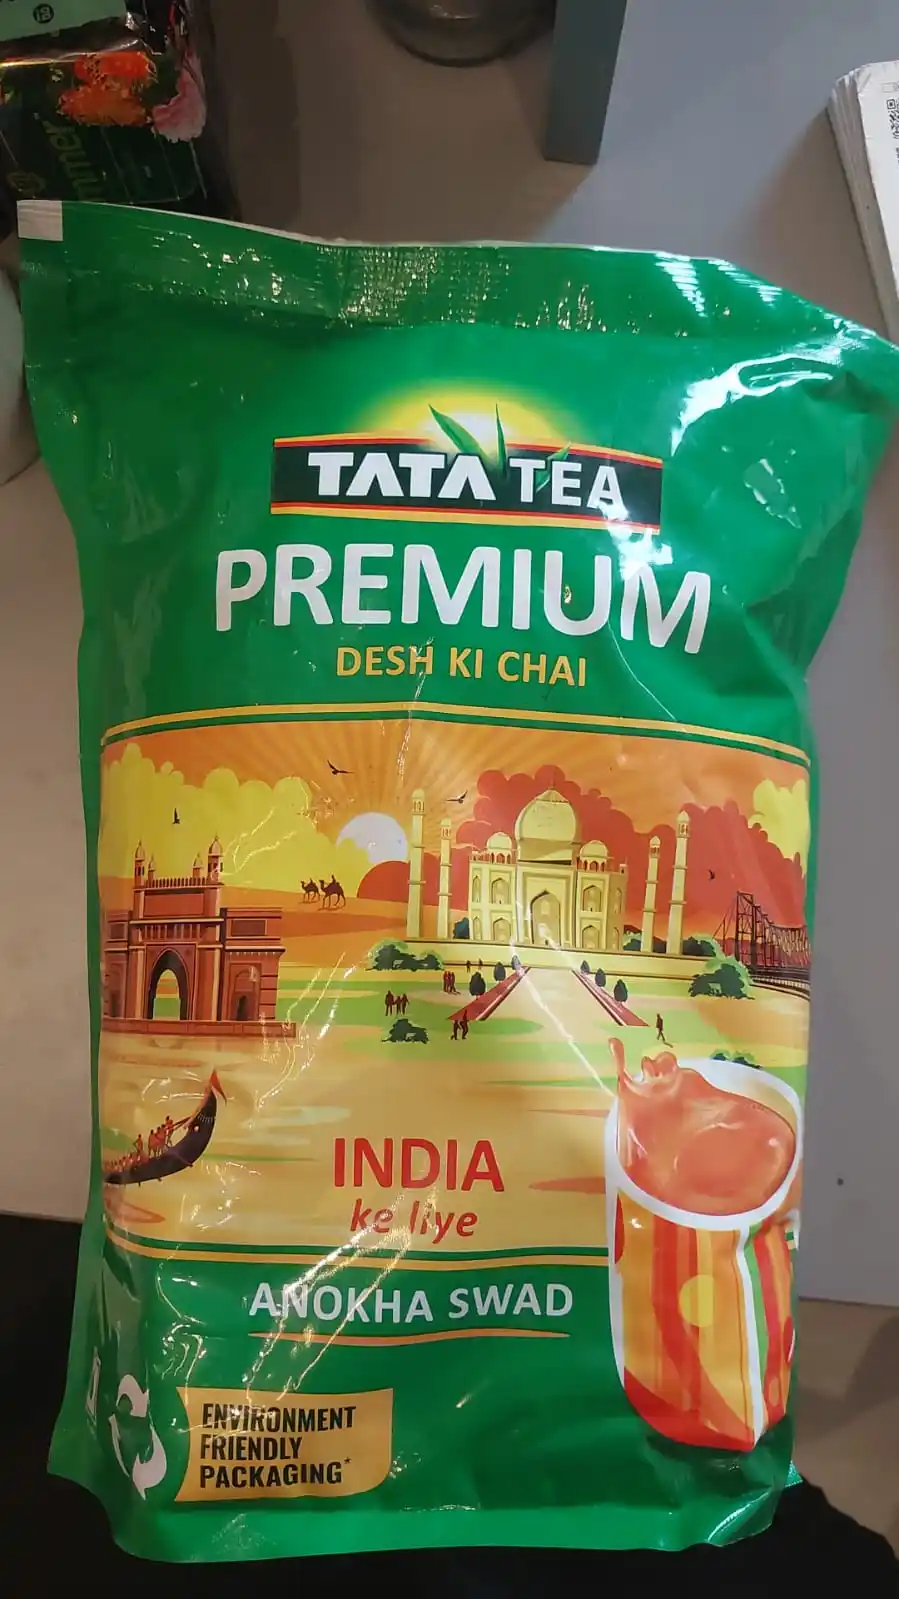 TATA TEA
PREMIUM
DESH KI CHAI
INDIA
ke liye
ANOKHA SWAD
ENVIRONMENT
FRIENDLY
PACKAGING*